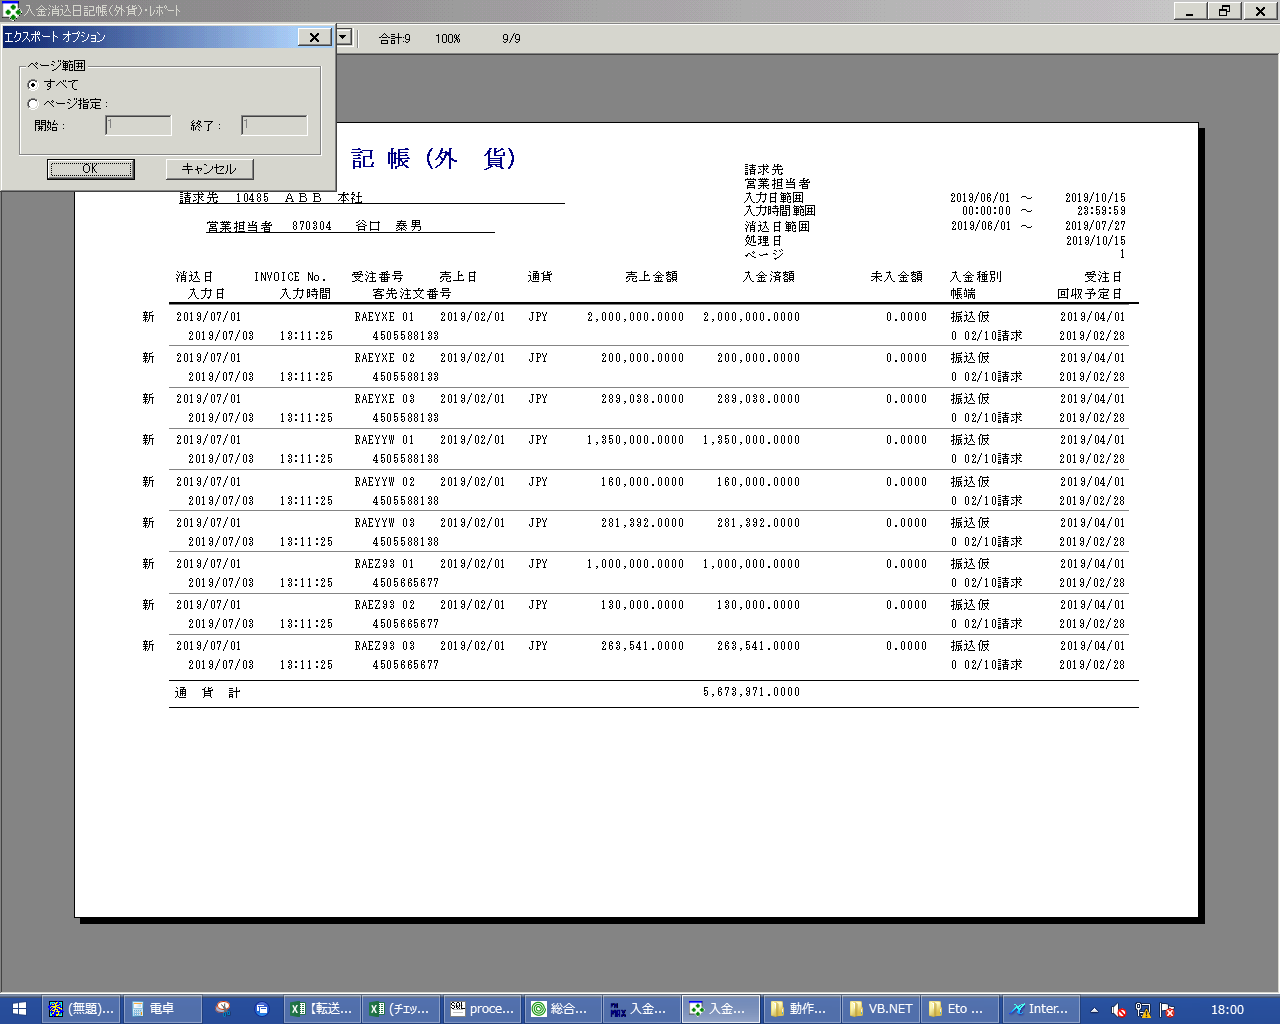 入金消込日記帳(外貨)・レポート
エクスポート オプション
合計:9 100% 9/9
ページ範囲
すべて
ページ指定 :
開始 : 1 終了 : 1
OK キャンセル
記 帳 (外 貨)
請求先
営業担当者
入力日範囲 2019/06/01 ～ 2019/10/15
入力時間範囲 00:00:00 ～ 23:59:59
消込日範囲 2019/06/01 ～ 2019/07/27
処理日 2019/10/15
ページ 1
請求先 10485 ABB 本社
営業担当者 870304 谷口 泰男
消込日 INVOICE No. 受注番号 売上日 通貨 売上金額 入金済額 未入金額 入金種別 受注日
入力日 入力時間 客先注文番号 帳端 回収予定日
新 2019/07/01 RAEYXE 01 2019/02/01 JPY 2,000,000.0000 2,000,000.0000 0.0000 振込仮 2019/04/01
2019/07/03 13:11:25 4505588133 0 02/10請求 2019/02/28
新 2019/07/01 RAEYXE 02 2019/02/01 JPY 200,000.0000 200,000.0000 0.0000 振込仮 2019/04/01
2019/07/03 13:11:25 4505588133 0 02/10請求 2019/02/28
新 2019/07/01 RAEYXE 03 2019/02/01 JPY 289,038.0000 289,038.0000 0.0000 振込仮 2019/04/01
2019/07/03 13:11:25 4505588133 0 02/10請求 2019/02/28
新 2019/07/01 RAEYYW 01 2019/02/01 JPY 1,350,000.0000 1,350,000.0000 0.0000 振込仮 2019/04/01
2019/07/03 13:11:25 4505588138 0 02/10請求 2019/02/28
新 2019/07/01 RAEYYW 02 2019/02/01 JPY 160,000.0000 160,000.0000 0.0000 振込仮 2019/04/01
2019/07/03 13:11:25 4505588138 0 02/10請求 2019/02/28
新 2019/07/01 RAEYYW 03 2019/02/01 JPY 281,392.0000 281,392.0000 0.0000 振込仮 2019/04/01
2019/07/03 13:11:25 4505588138 0 02/10請求 2019/02/28
新 2019/07/01 RAEZ93 01 2019/02/01 JPY 1,000,000.0000 1,000,000.0000 0.0000 振込仮 2019/04/01
2019/07/03 13:11:25 4505665677 0 02/10請求 2019/02/28
新 2019/07/01 RAEZ93 02 2019/02/01 JPY 130,000.0000 130,000.0000 0.0000 振込仮 2019/04/01
2019/07/03 13:11:25 4505665677 0 02/10請求 2019/02/28
新 2019/07/01 RAEZ93 03 2019/02/01 JPY 263,541.0000 263,541.0000 0.0000 振込仮 2019/04/01
2019/07/03 13:11:25 4505665677 0 02/10請求 2019/02/28
通 貨 計 5,673,971.0000
(無題)... 電卓 【転送... (チェッ... proce... 総合... 入金... 入金... 動作... VB.NET Eto ... Inter... 18:00